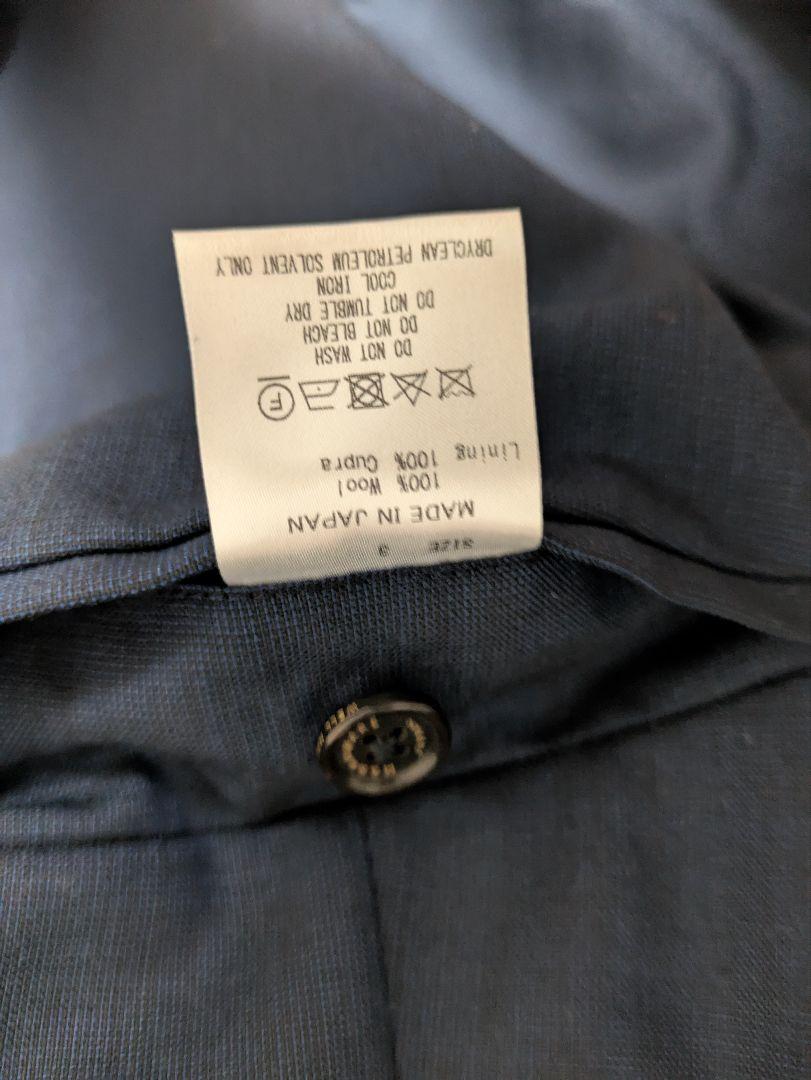 SIZE 3
MADE IN JAPAN
100% Wool
Lining 100% Cupra
F
DO NOT WASH
DO NOT BLEACH
DO NOT TUMBLE DRY
COOL IRON
DRYCLEAN PETROLEUM SOLVENT ONLY